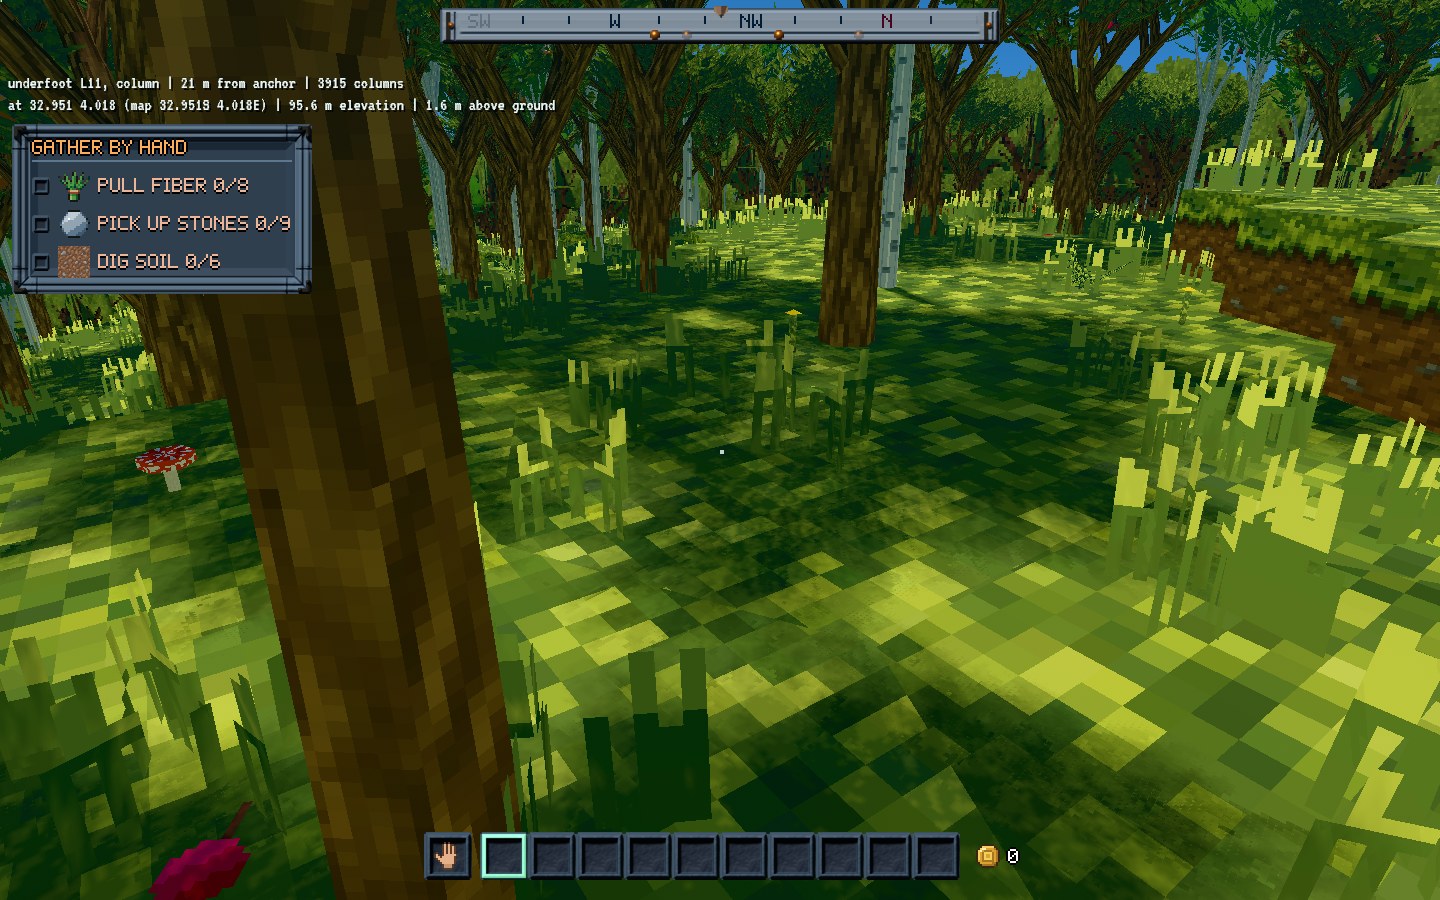 SW W NW N
underfoot L11, column | 21 m from anchor | 3915 columns
at 32.951 4.018 (map 32.951S 4.018E) | 95.6 m elevation | 1.6 m above ground
GATHER BY HAND
PULL FIBER 0/8
PICK UP STONES 0/9
DIG SOIL 0/6
0